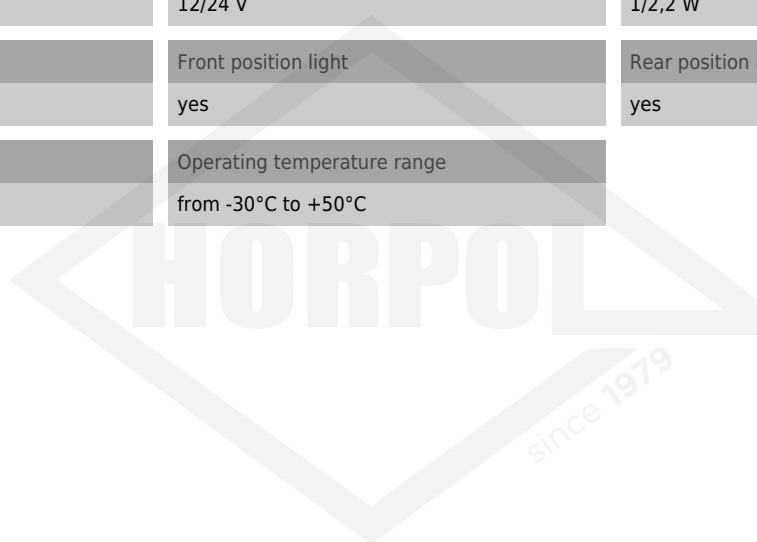 12/24 V
1/2,2 W
Front position light
Rear position
yes
yes
Operating temperature range
from -30°C to +50°C
HORPOL
since 1979